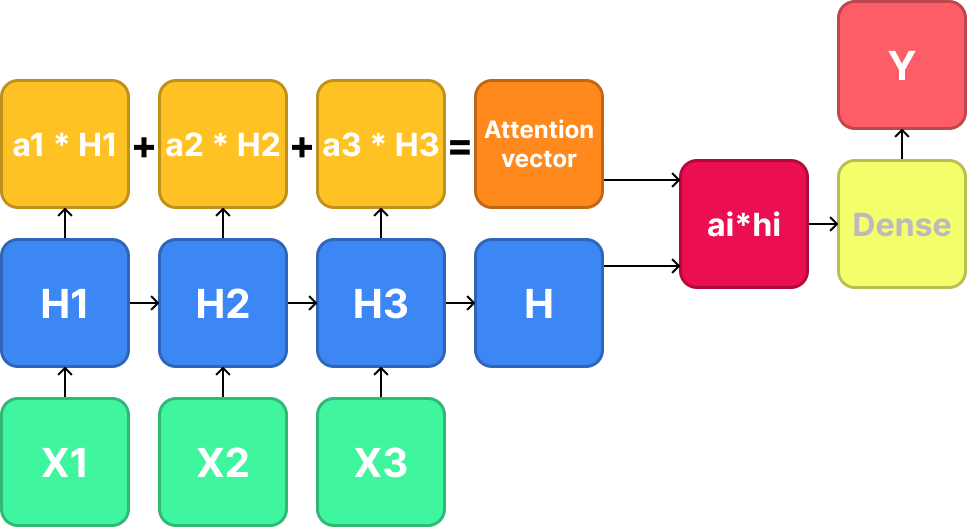 Y
a1 * H1 + a2 * H2 + a3 * H3 = Attention vector
ai*hi
Dense
H1
H2
H3
H
X1
X2
X3